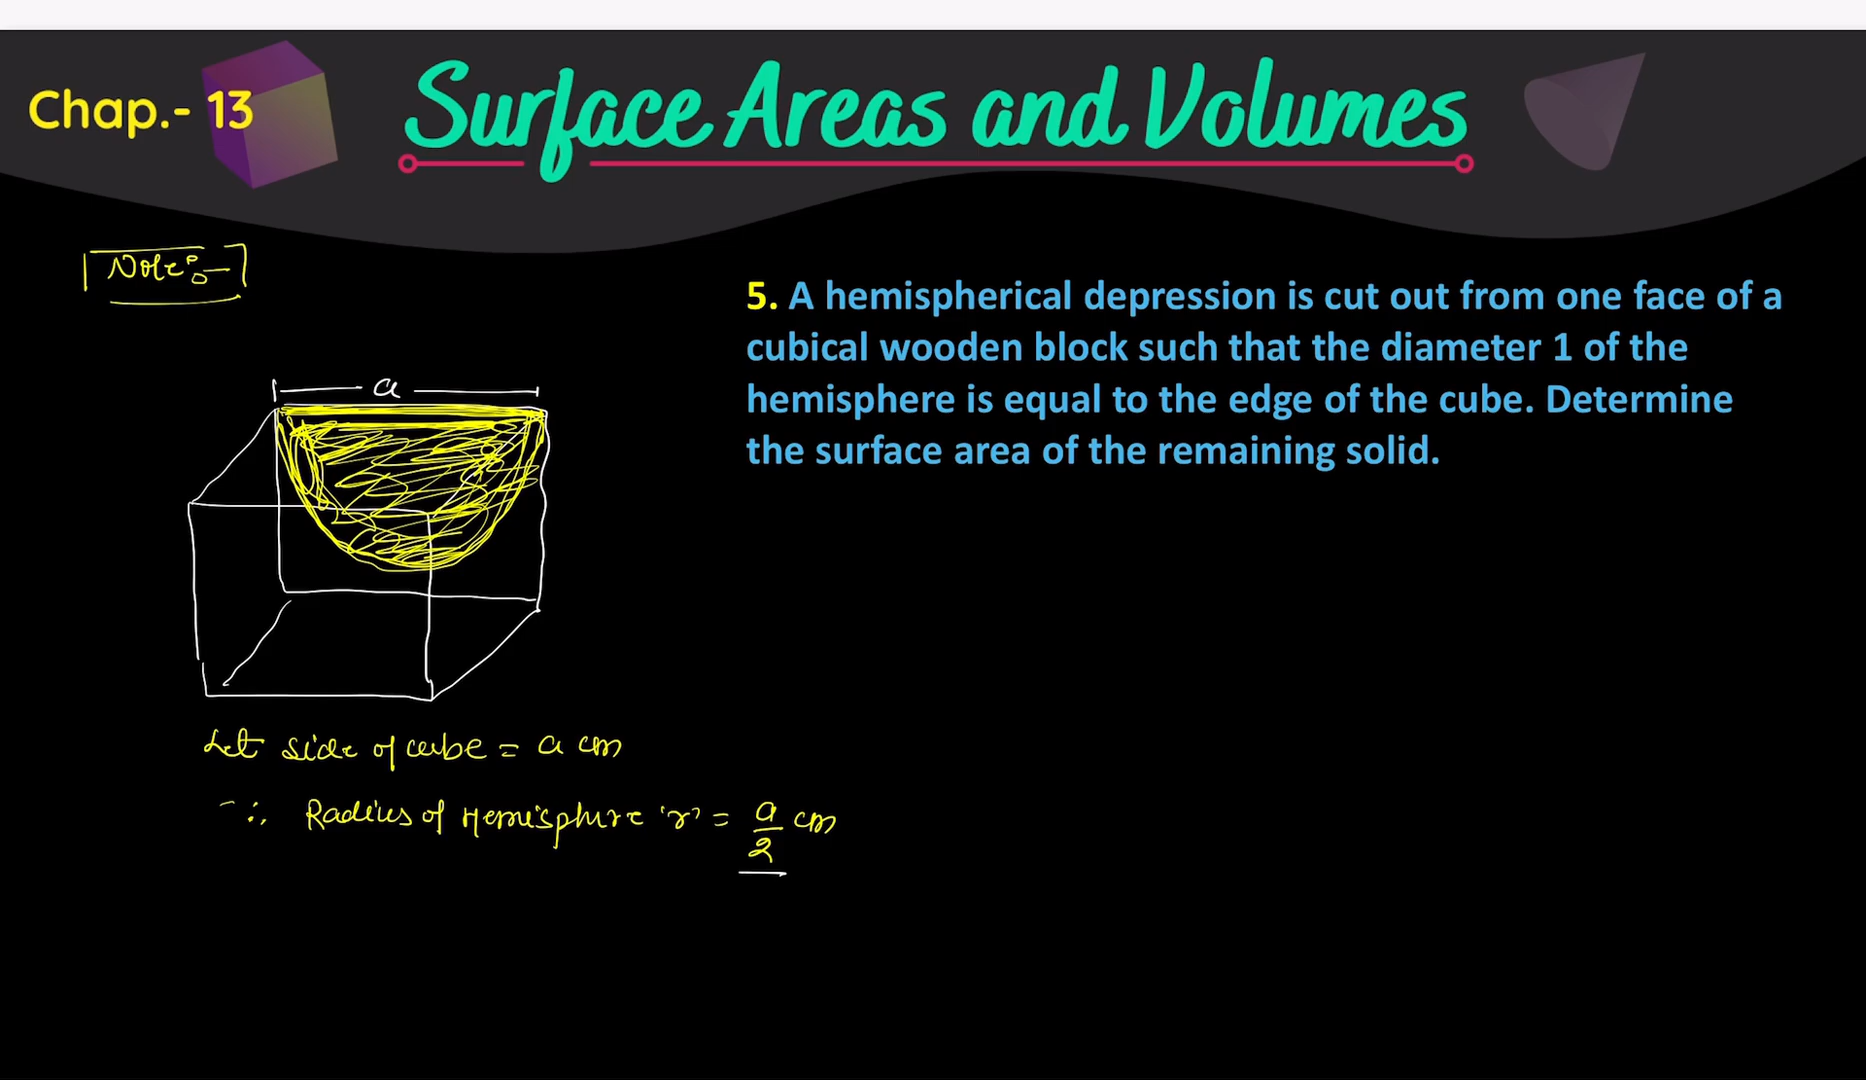 Chap.- 13
Surface Areas and Volumes
Note:-
5. A hemispherical depression is cut out from one face of a
cubical wooden block such that the diameter 1 of the
hemisphere is equal to the edge of the cube. Determine
the surface area of the remaining solid.
a
Let side of cube = a cm
∴ Radius of Hemisphere 'r' = a/2 cm